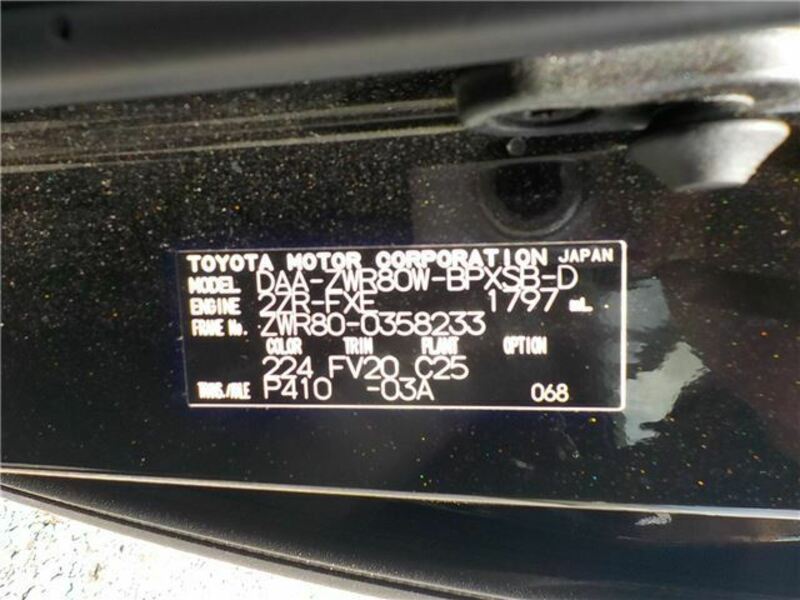 TOYOTA MOTOR CORPORATION JAPAN
MODEL DAA-ZWR80W-BPXSB-D
ENGINE 2ZR-FXE 1797 mL
FRAME No. ZWR80-0358233
COLOR TRIM PLANT OPTION
224 FV20 C25
TRANS./AXLE P410 -03A 068